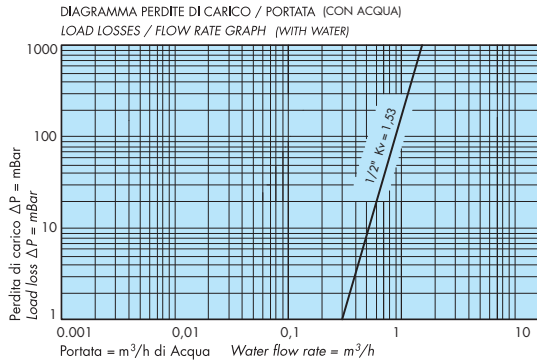 DIAGRAMMA PERDITE DI CARICO / PORTATA (CON ACQUA)
LOAD LOSSES / FLOW RATE GRAPH (WITH WATER)
1000
100
10
1
Perdita di carico ΔP = mBar
Load loss ΔP = mBar
1/2" Kv = 1,53
0.001
0,01
0,1
1
10
Portata = m³/h di Acqua Water flow rate = m³/h